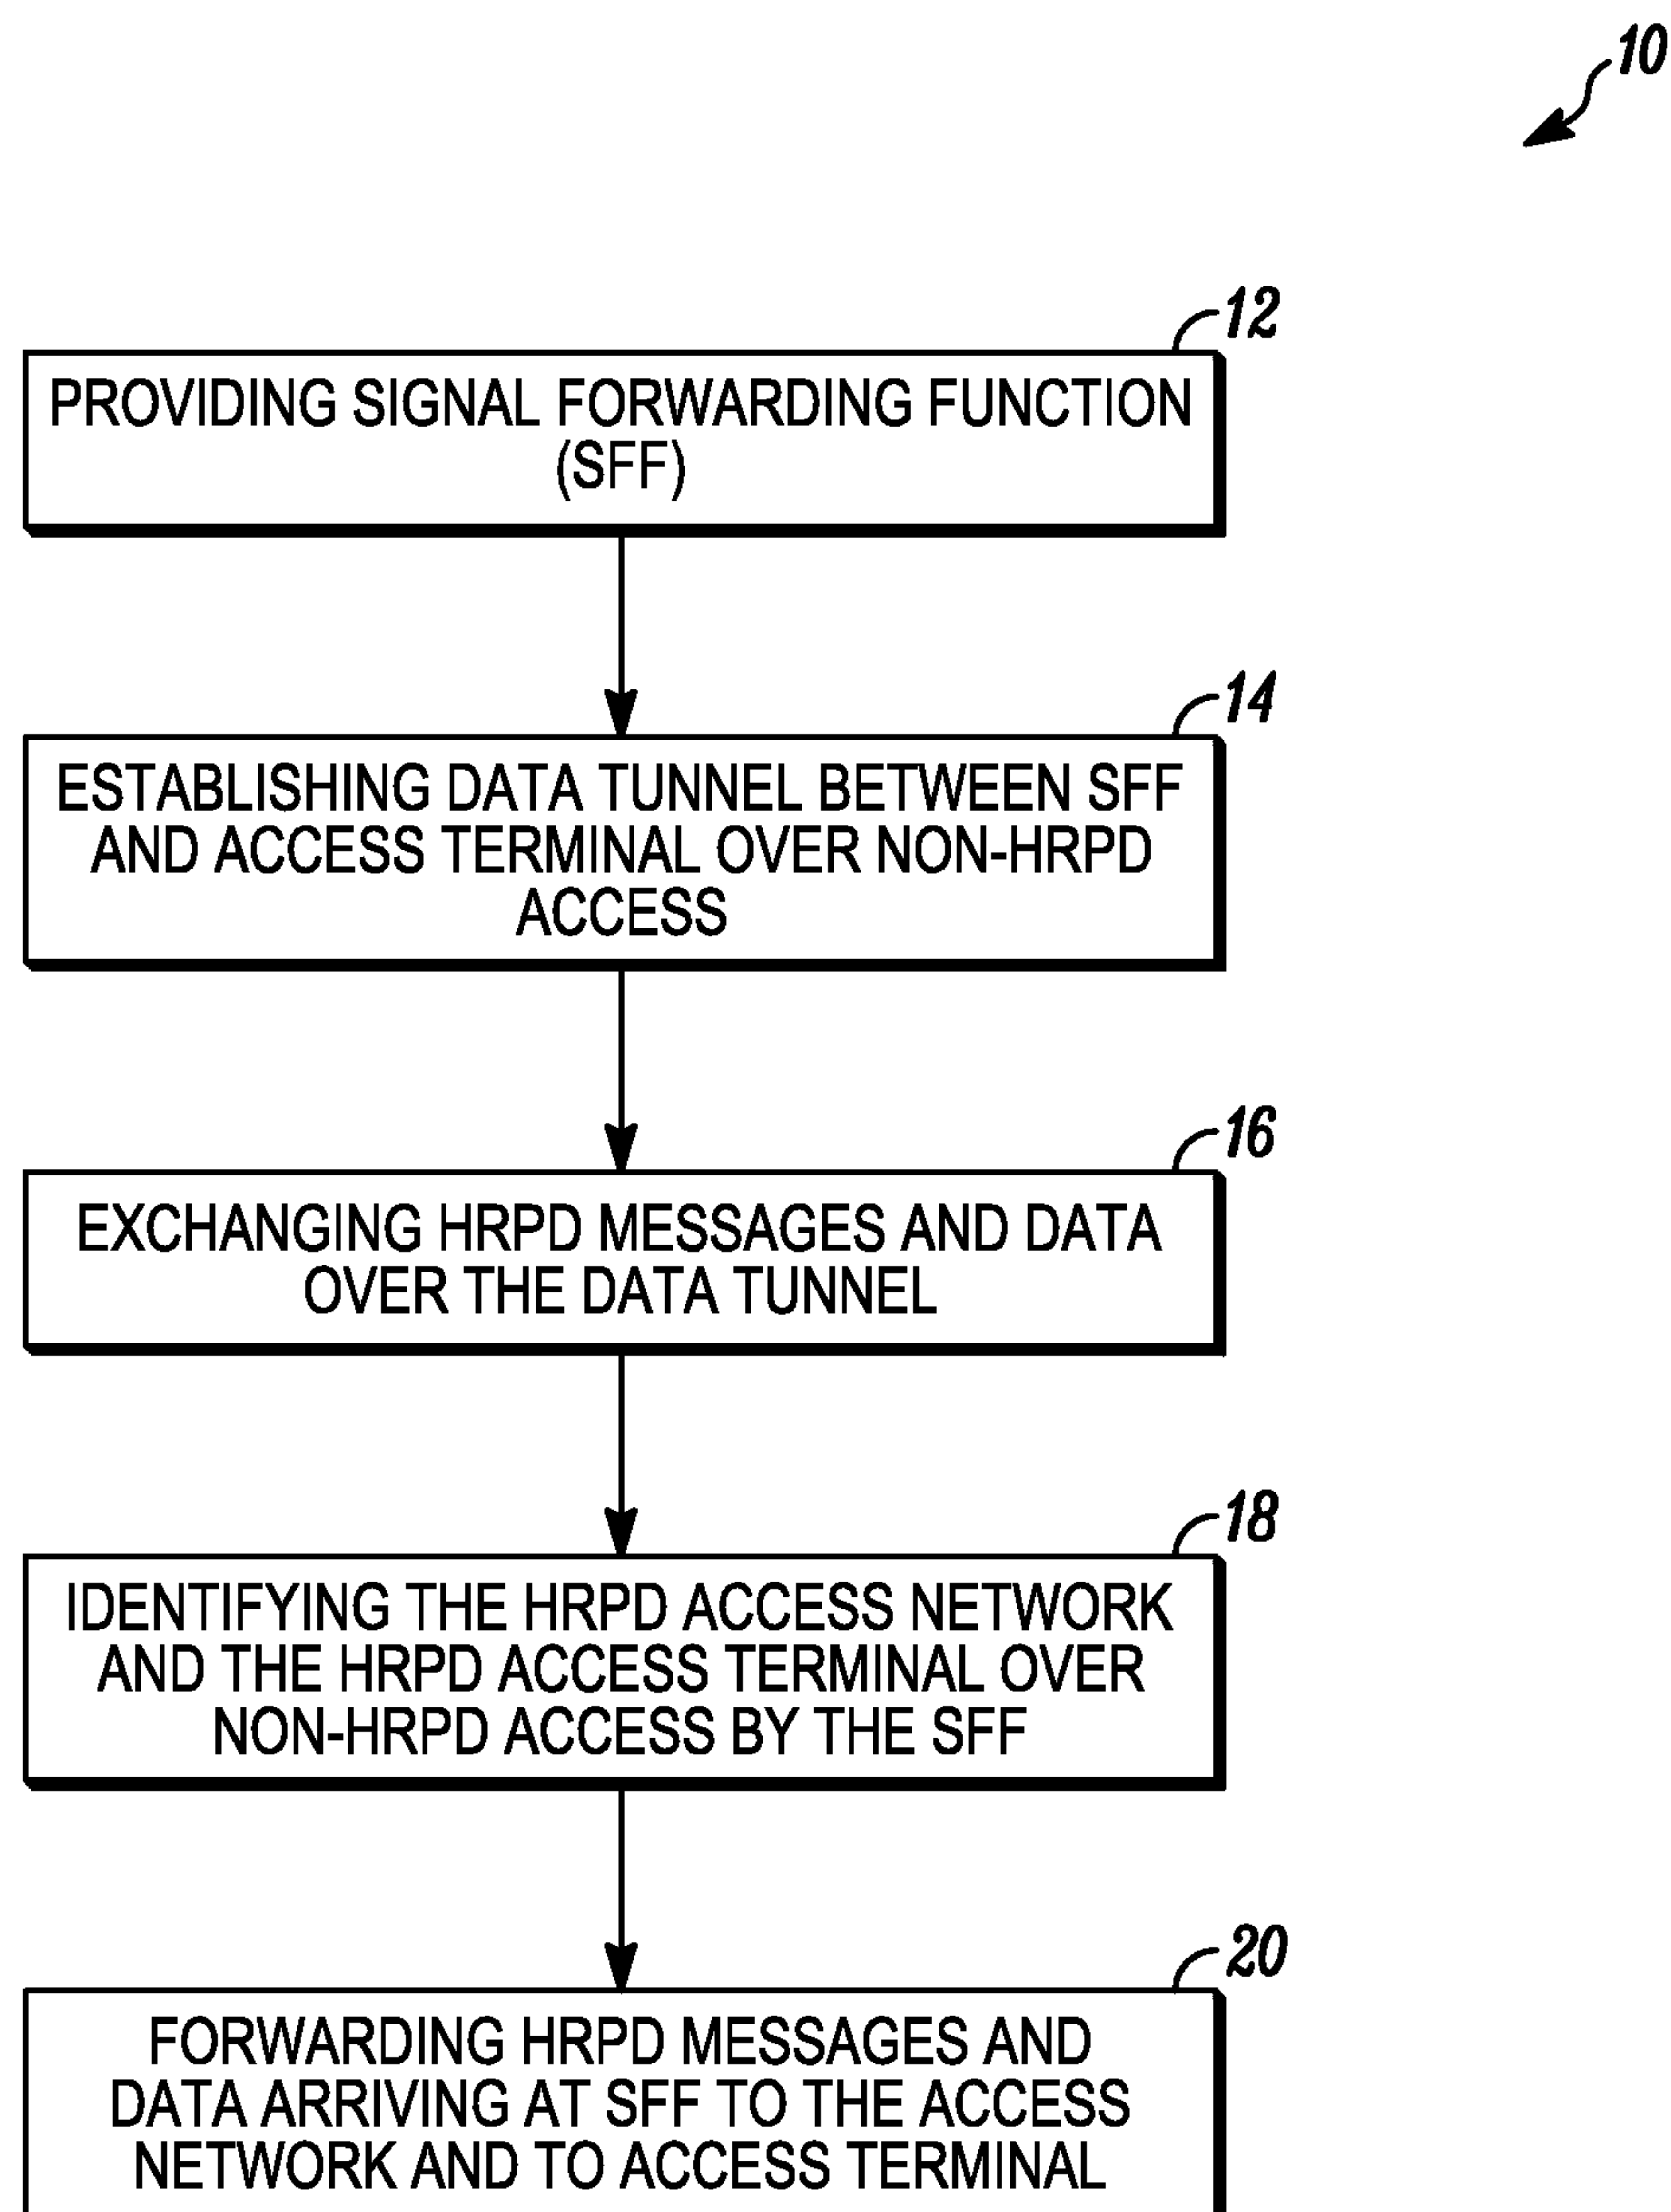 10
12
PROVIDING SIGNAL FORWARDING FUNCTION
(SFF)
14
ESTABLISHING DATA TUNNEL BETWEEN SFF
AND ACCESS TERMINAL OVER NON-HRPD
ACCESS
16
EXCHANGING HRPD MESSAGES AND DATA
OVER THE DATA TUNNEL
18
IDENTIFYING THE HRPD ACCESS NETWORK
AND THE HRPD ACCESS TERMINAL OVER
NON-HRPD ACCESS BY THE SFF
20
FORWARDING HRPD MESSAGES AND
DATA ARRIVING AT SFF TO THE ACCESS
NETWORK AND TO ACCESS TERMINAL